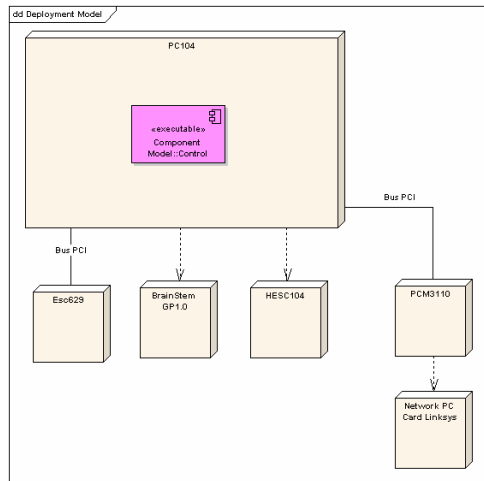 dd Deployment Model
PC104
«executable»
Component
Model::Control
Bus PCI
Bus PCI
Esc629
BrainStem
GP1.0
HESC104
PCM3110
Network PC
Card Linksys